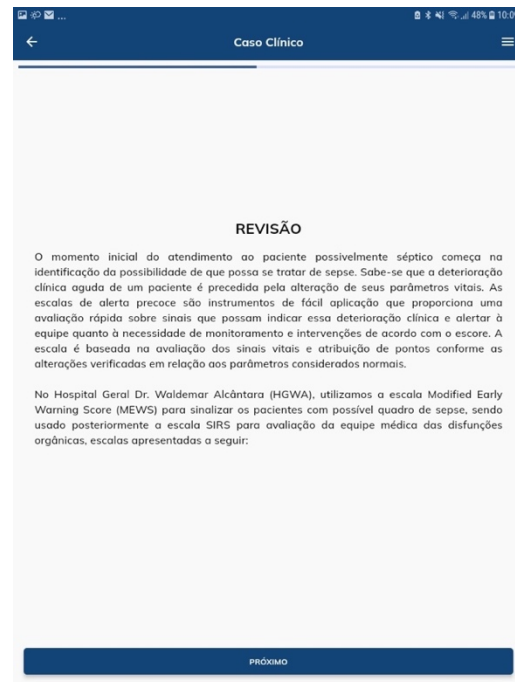 ... 48% 10:09
Caso Clínico
REVISÃO
O momento inicial do atendimento ao paciente possivelmente séptico começa na
identificação da possibilidade de que possa se tratar de sepse. Sabe-se que a deterioração
clínica aguda de um paciente é precedida pela alteração de seus parâmetros vitais. As
escalas de alerta precoce são instrumentos de fácil aplicação que proporciona uma
avaliação rápida sobre sinais que possam indicar essa deterioração clínica e alertar à
equipe quanto à necessidade de monitoramento e intervenções de acordo com o escore. A
escala é baseada na avaliação dos sinais vitais e atribuição de pontos conforme as
alterações verificadas em relação aos parâmetros considerados normais.
No Hospital Geral Dr. Waldemar Alcântara (HGWA), utilizamos a escala Modified Early
Warning Score (MEWS) para sinalizar os pacientes com possível quadro de sepse, sendo
usado posteriormente a escala SIRS para avaliação da equipe médica das disfunções
orgânicas, escalas apresentadas a seguir:
PRÓXIMO